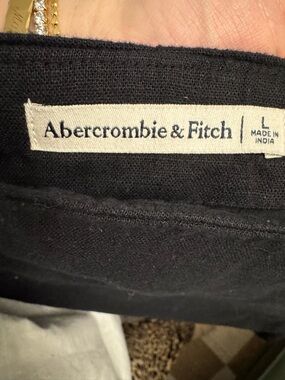 Abercrombie & Fitch
L
MADE IN
INDIA